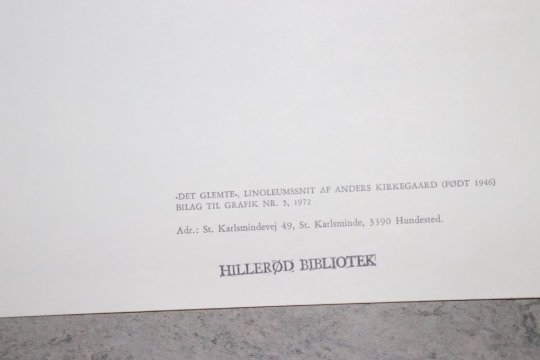 «DET GLEMTE», LINOLEUMSSNIT AF ANDERS KIRKEGAARD (FØDT 1946)
BILAG TIL GRAFIK NR. 5, 1972
Adr.: St. Karlsmindevej 49, St. Karlsminde, 3390 Hundested.
HILLERØD BIBLIOTEK